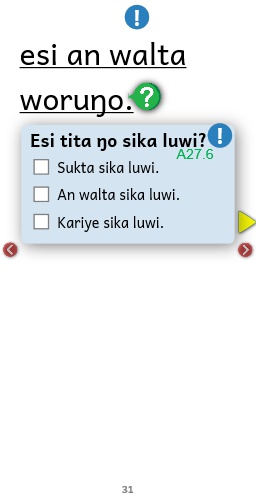 esi an walta
woruŋo.
?
Esi tita ŋo sika luwi?
A27.6
Sukta sika luwi.
An walta sika luwi.
Kariye sika luwi.
31